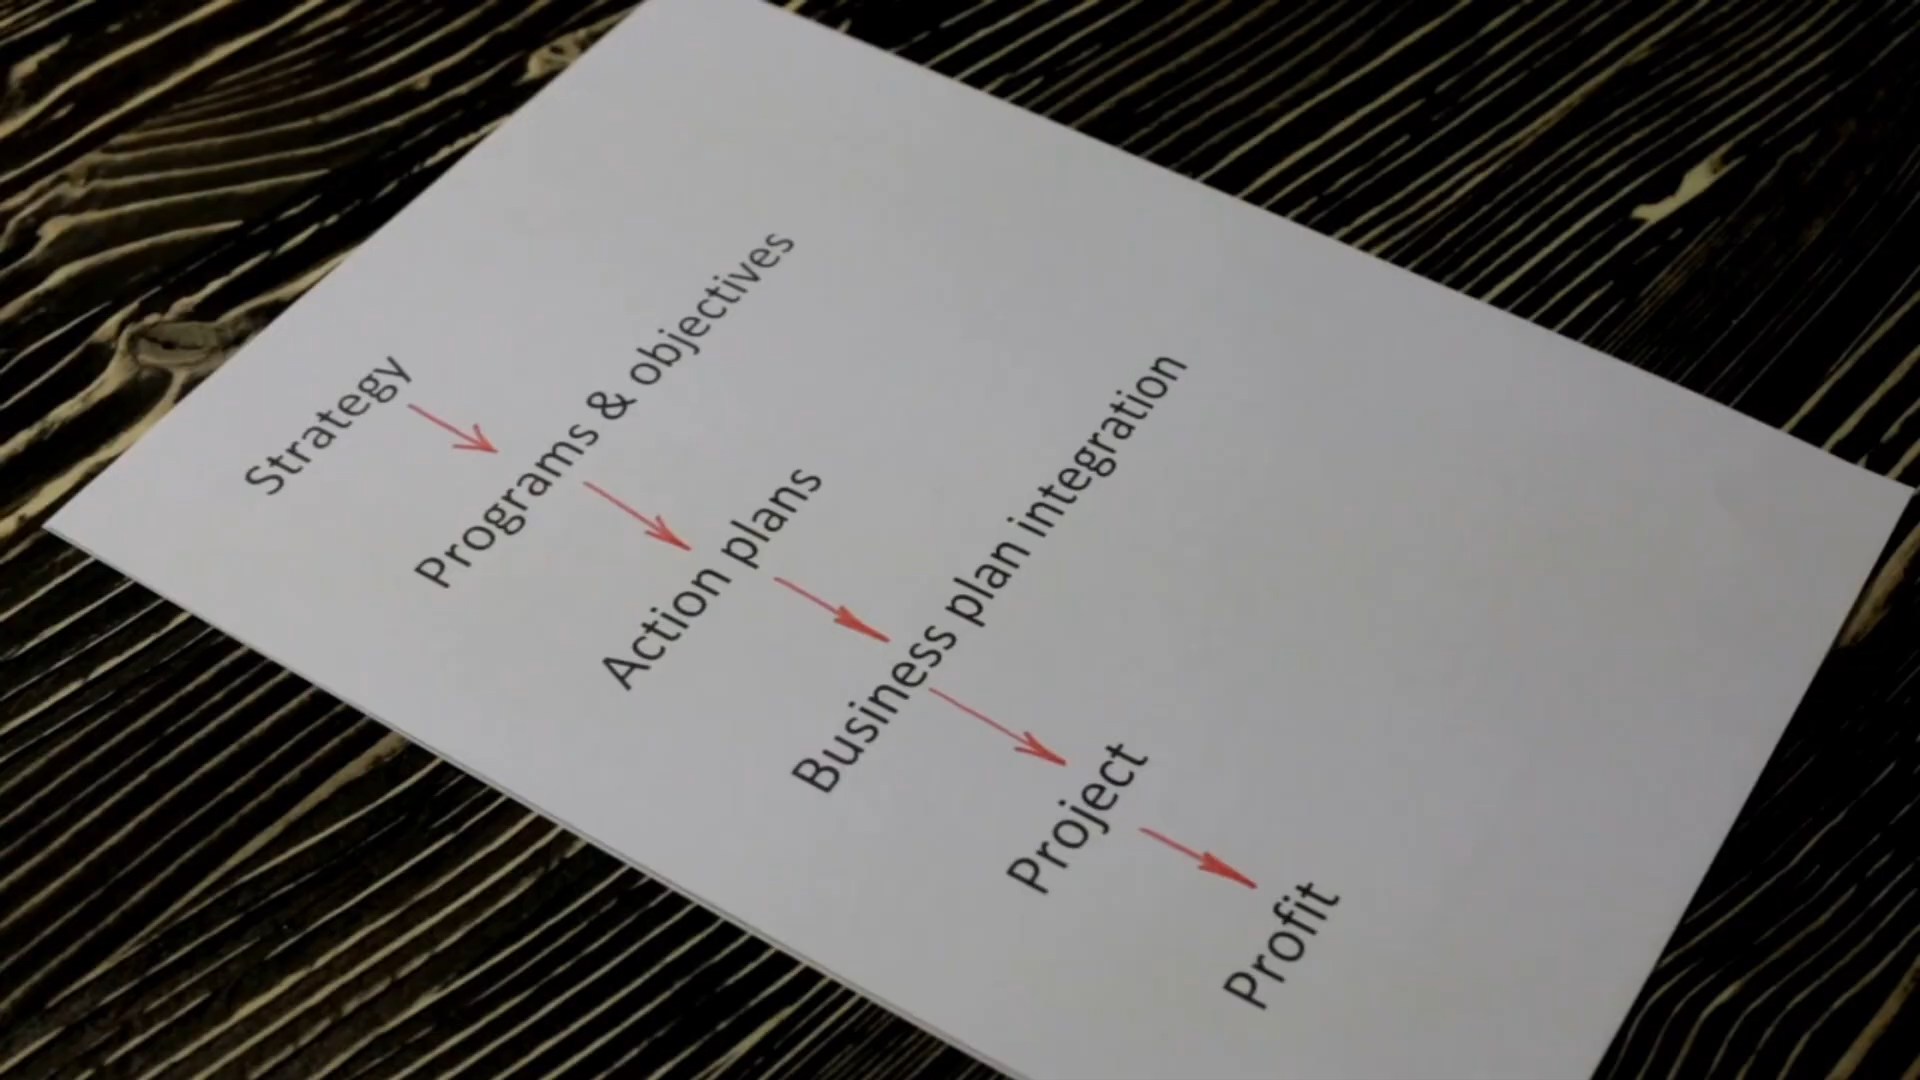 Strategy
Programs & objectives
Action plans
Business plan integration
Project
Profit